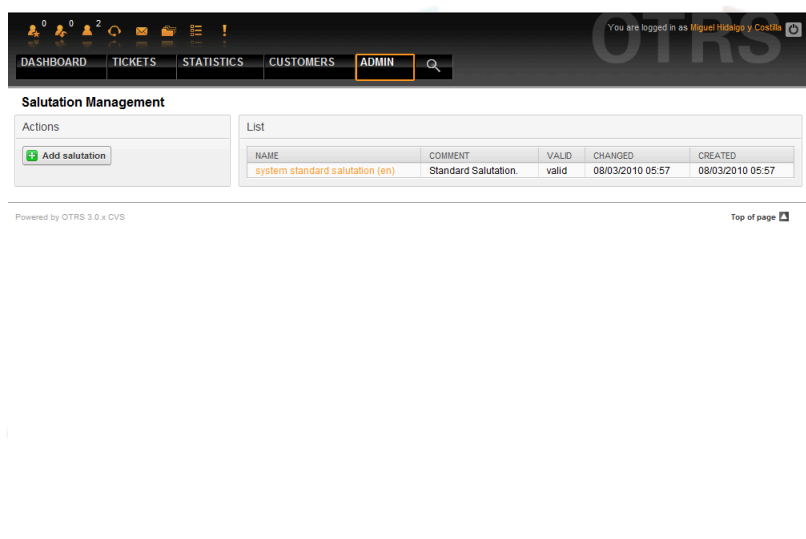 0 0 2
OTRS
You are logged in as Miguel Hidalgo y Costilla
DASHBOARD TICKETS STATISTICS CUSTOMERS ADMIN
Salutation Management
Actions
List
Add salutation
NAME COMMENT VALID CHANGED CREATED
system standard salutation (en) Standard Salutation. valid 08/03/2010 05:57 08/03/2010 05:57
Powered by OTRS 3.0.x CVS
Top of page